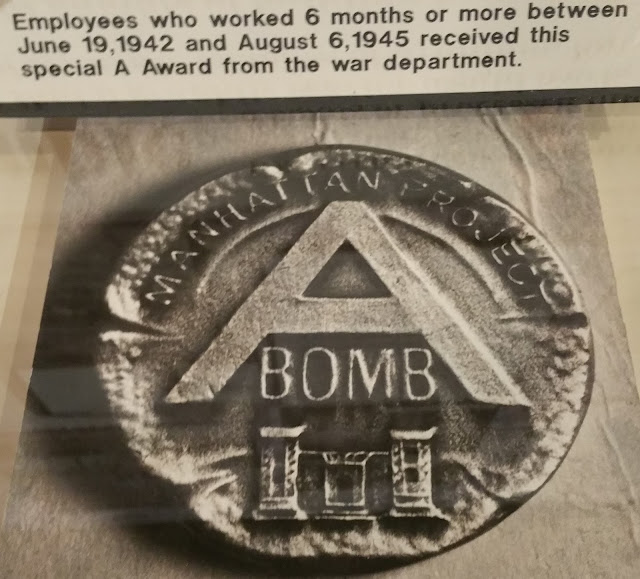 Employees who worked 6 months or more between
June 19,1942 and August 6,1945 received this
special A Award from the war department.
MANHATTAN PROJECT
A
BOMB